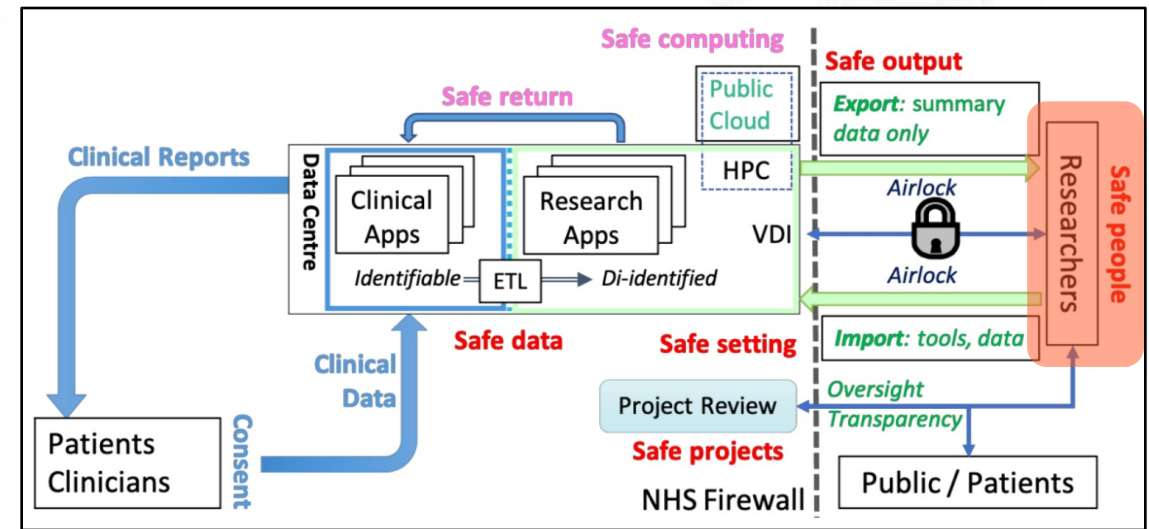 Safe computing
Safe output
Public
Cloud
Export: summary
data only
Safe return
Clinical Reports
Data Centre
Clinical
Apps
Research
Apps
HPC
VDI
Airlock
Airlock
Researchers
Safe people
Identifiable
ETL
Di-identified
Safe data
Safe setting
Import: tools, data
Clinical
Data
Consent
Project Review
Oversight
Transparency
Safe projects
Patients
Clinicians
NHS Firewall
Public / Patients